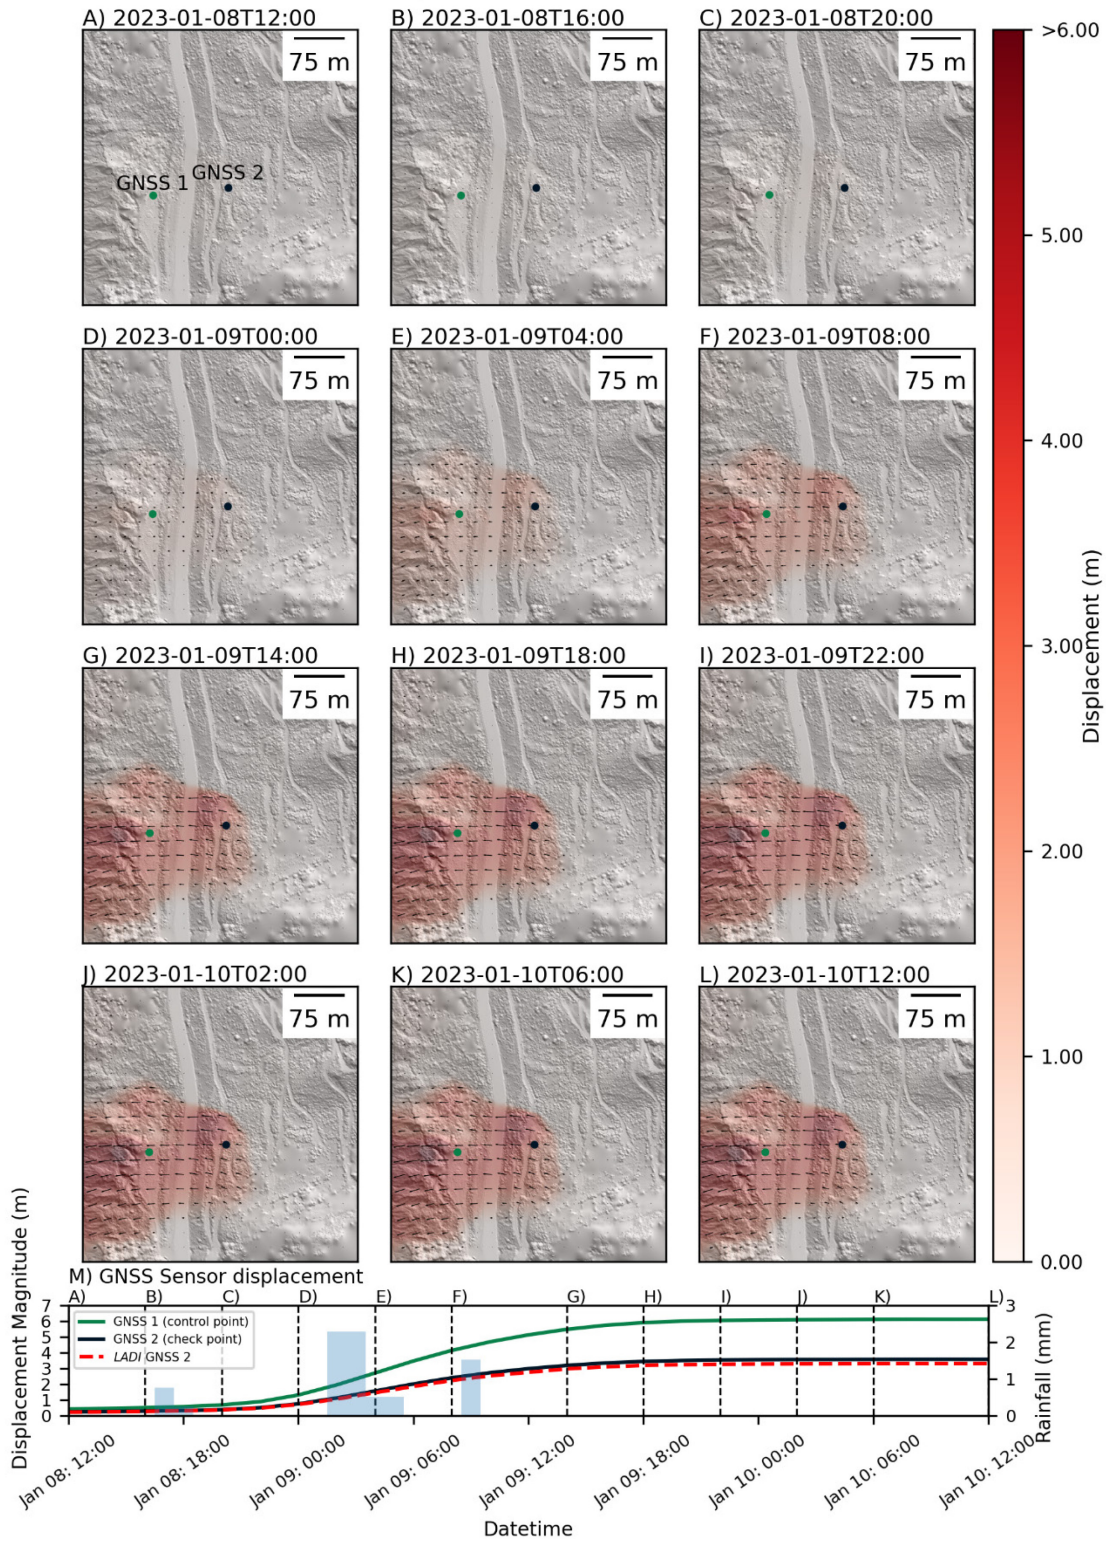 A) 2023-01-08T12:00
B) 2023-01-08T16:00
C) 2023-01-08T20:00
75 m
75 m
75 m
GNSS 1
GNSS 2
D) 2023-01-09T00:00
E) 2023-01-09T04:00
F) 2023-01-09T08:00
75 m
75 m
75 m
G) 2023-01-09T14:00
H) 2023-01-09T18:00
I) 2023-01-09T22:00
75 m
75 m
75 m
J) 2023-01-10T02:00
K) 2023-01-10T06:00
L) 2023-01-10T12:00
75 m
75 m
75 m
>6.00
5.00
4.00
3.00
2.00
1.00
0.00
Displacement (m)
M) GNSS Sensor displacement
A)
B)
C)
D)
E)
F)
G)
H)
I)
J)
K)
L)
GNSS 1 (control point)
GNSS 2 (check point)
LADI GNSS 2
Displacement Magnitude (m)
7
6
5
4
3
2
1
0
3
2
1
0
Rainfall (mm)
Jan 08: 12:00
Jan 08: 18:00
Jan 09: 00:00
Jan 09: 06:00
Jan 09: 12:00
Jan 09: 18:00
Jan 10: 00:00
Jan 10: 06:00
Jan 10: 12:00
Datetime